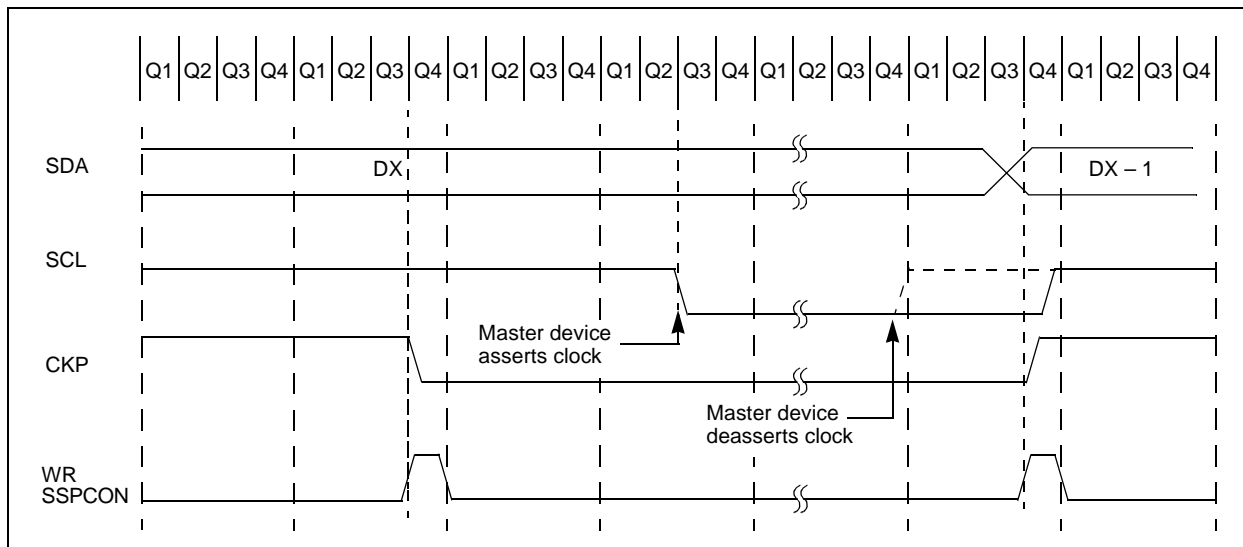 Q1 Q2 Q3 Q4 Q1 Q2 Q3 Q4 Q1 Q2 Q3 Q4 Q1 Q2 Q3 Q4 Q1 Q2 Q3 Q4 Q1 Q2 Q3 Q4 Q1 Q2 Q3 Q4
SDA
DX
DX – 1
SCL
Master device
asserts clock
CKP
Master device
deasserts clock
WR
SSPCON